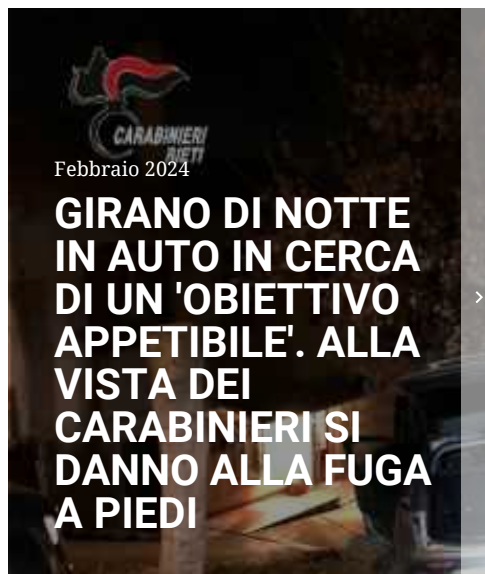 CARABINIERI
RIETI
Febbraio 2024
GIRANO DI NOTTE
IN AUTO IN CERCA
DI UN 'OBIETTIVO
APPETIBILE'. ALLA
VISTA DEI
CARABINIERI SI
DANNO ALLA FUGA
A PIEDI